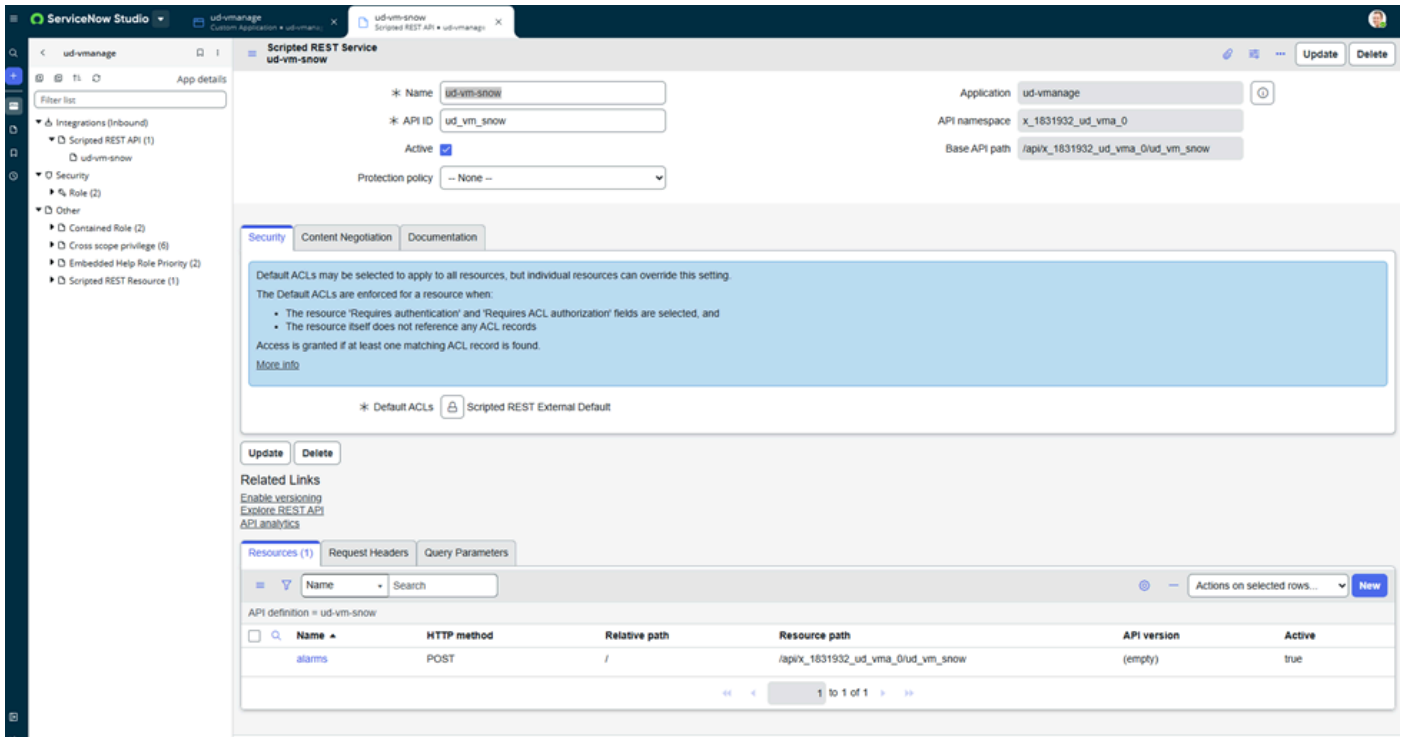 ServiceNow Studio
ud-vmanage
Custom Application • ud-vmana
ud-vm-snow
Scripted REST API • ud-vmanage
ud-vmanage
App details
Filter list
Integrations (Inbound)
Scripted REST API (1)
ud-vm-snow
Security
Role (2)
Other
Contained Role (2)
Cross scope privilege (6)
Embedded Help Role Priority (2)
Scripted REST Resource (1)
Scripted REST Service
ud-vm-snow
Update Delete
Name ud-vm-snow
API ID ud_vm_snow
Active
Protection policy -- None --
Application ud-vmanage
API namespace x_1831932_ud_vma_0
Base API path /api/x_1831932_ud_vma_0/ud_vm_snow
Security Content Negotiation Documentation
Default ACLs may be selected to apply to all resources, but individual resources can override this setting.
The Default ACLs are enforced for a resource when:
• The resource 'Requires authentication' and 'Requires ACL authorization' fields are selected, and
• The resource itself does not reference any ACL records
Access is granted if at least one matching ACL record is found.
More info
Default ACLs Scripted REST External Default
Update Delete
Related Links
Enable versioning
Explore REST API
API analytics
Resources (1) Request Headers Query Parameters
Name Search Actions on selected rows... New
API definition = ud-vm-snow
Name HTTP method Relative path Resource path API version Active
alarms POST / /api/x_1831932_ud_vma_0/ud_vm_snow (empty) true
1 to 1 of 1